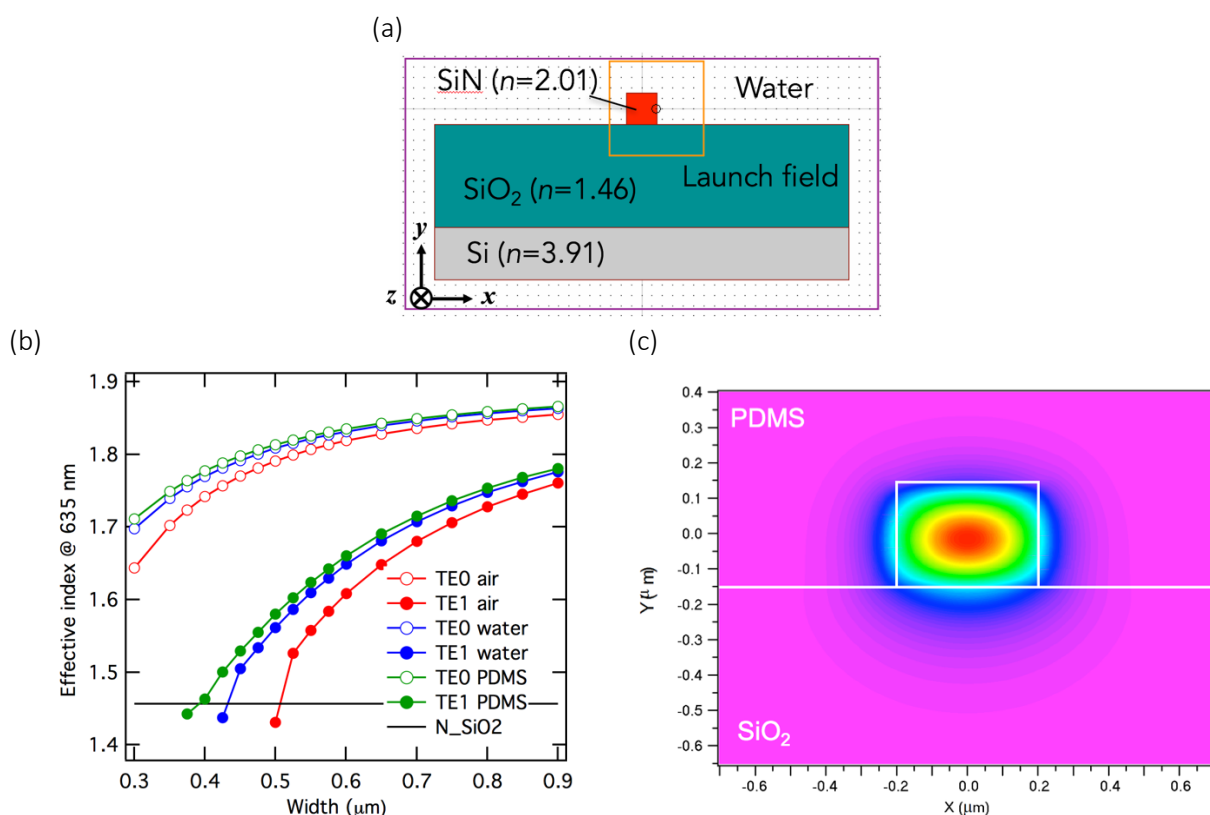 (a)
SiN (n=2.01)
Water
SiO2 (n=1.46)
Launch field
Si (n=3.91)
y
z
x
(b)
1.9
1.8
1.7
1.6
1.5
1.4
Effective index @ 635 nm
0.3 0.4 0.5 0.6 0.7 0.8 0.9
Width (μm)
TE0 air
TE1 air
TE0 water
TE1 water
TE0 PDMS
TE1 PDMS
N_SiO2
(c)
0.4
0.3
0.2
0.1
0.0
-0.1
-0.2
-0.3
-0.4
-0.5
-0.6
Y (μm)
PDMS
SiO2
-0.6 -0.4 -0.2 0.0 0.2 0.4 0.6
X (μm)